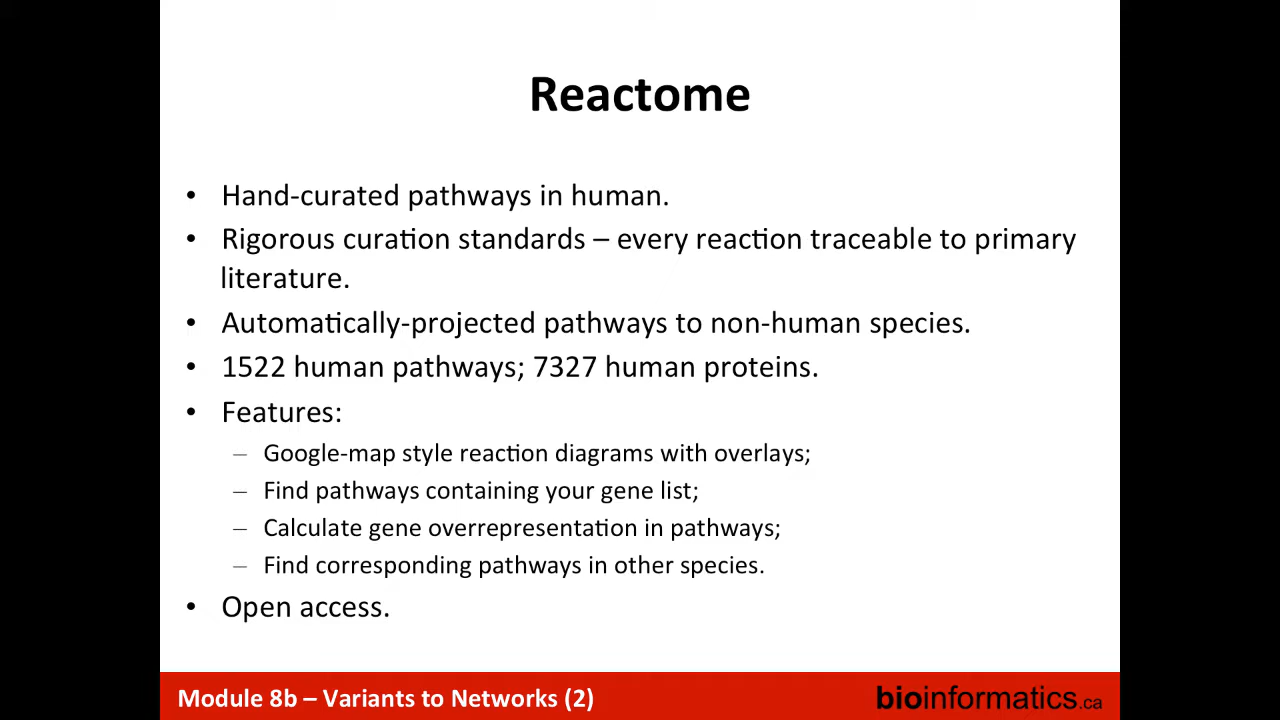 Reactome
• Hand-curated pathways in human.
• Rigorous curation standards – every reaction traceable to primary
literature.
• Automatically-projected pathways to non-human species.
• 1522 human pathways; 7327 human proteins.
• Features:
– Google-map style reaction diagrams with overlays;
– Find pathways containing your gene list;
– Calculate gene overrepresentation in pathways;
– Find corresponding pathways in other species.
• Open access.
Module 8b – Variants to Networks (2) bioinformatics.ca